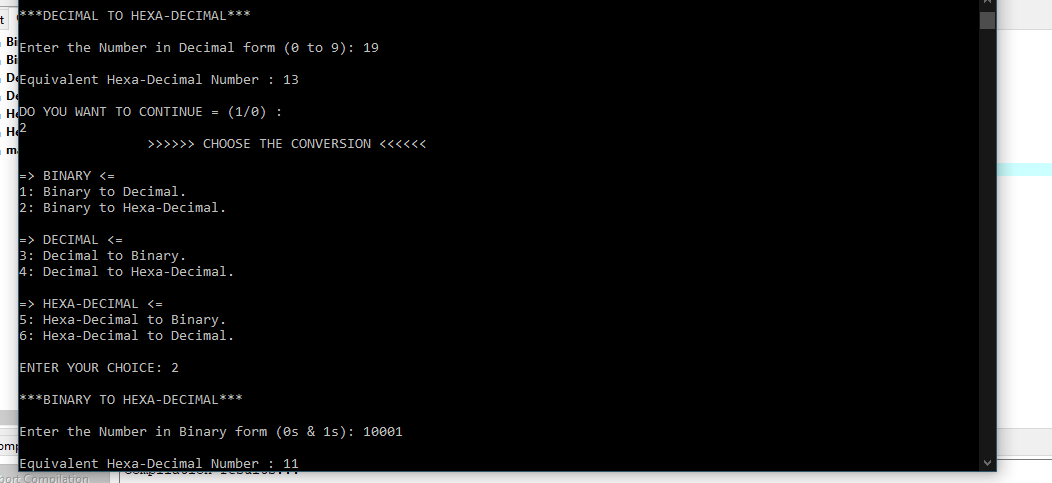 ***DECIMAL TO HEXA-DECIMAL***
Enter the Number in Decimal form (0 to 9): 19
Equivalent Hexa-Decimal Number : 13
DO YOU WANT TO CONTINUE = (1/0) :
2
>>>>>> CHOOSE THE CONVERSION <<<<<<
=> BINARY <=
1: Binary to Decimal.
2: Binary to Hexa-Decimal.
=> DECIMAL <=
3: Decimal to Binary.
4: Decimal to Hexa-Decimal.
=> HEXA-DECIMAL <=
5: Hexa-Decimal to Binary.
6: Hexa-Decimal to Decimal.
ENTER YOUR CHOICE: 2
***BINARY TO HEXA-DECIMAL***
Enter the Number in Binary form (0s & 1s): 10001
Equivalent Hexa-Decimal Number : 11